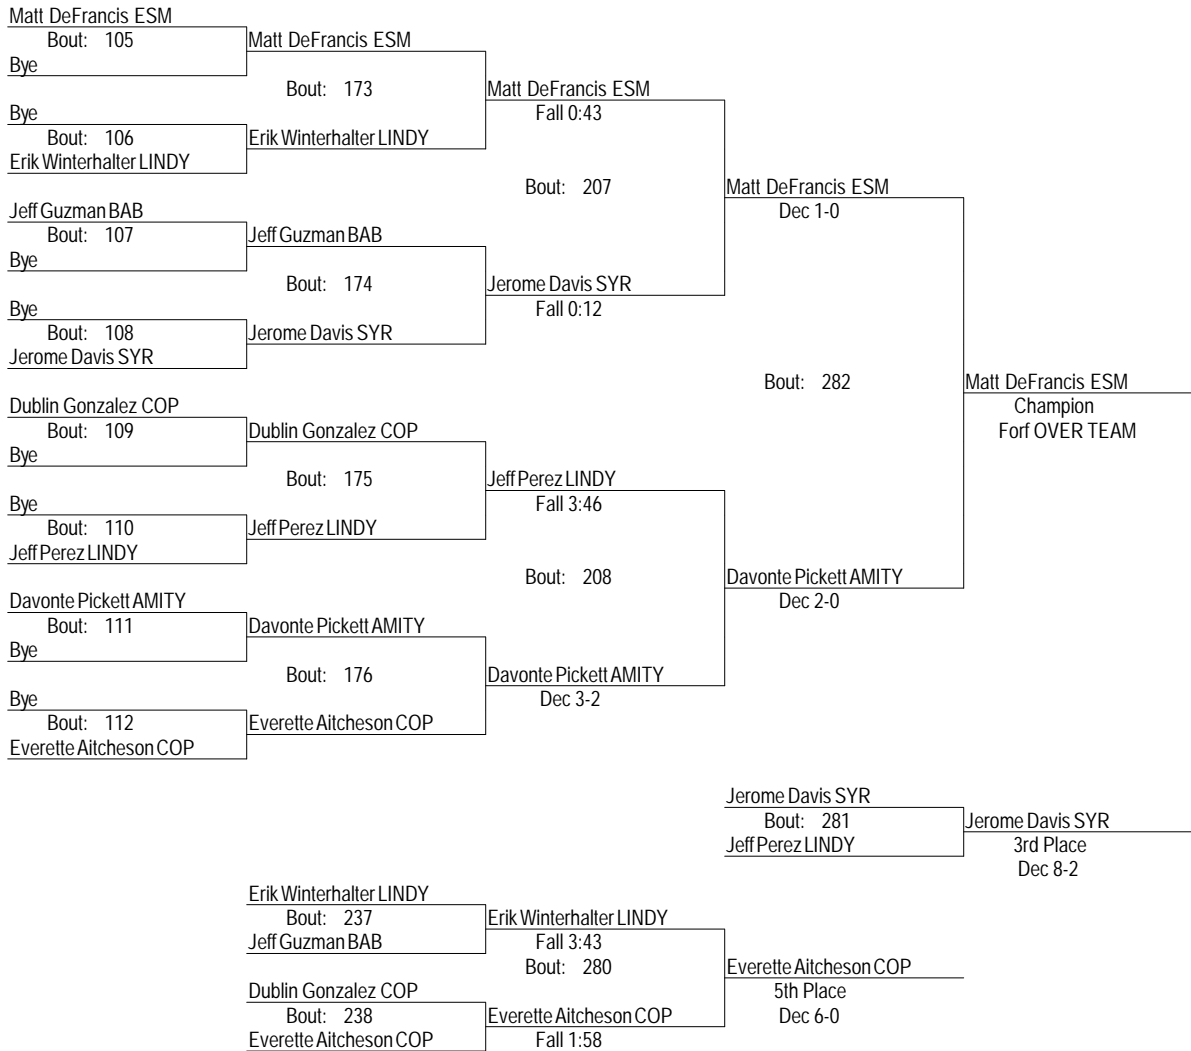 Matt DeFrancis ESM
Bout: 105
Matt DeFrancis ESM
Bye
Bout: 173
Matt DeFrancis ESM
Bye
Fall 0:43
Bout: 106
Erik Winterhalter LINDY
Erik Winterhalter LINDY
Bout: 207
Matt DeFrancis ESM
Jeff Guzman BAB
Dec 1-0
Bout: 107
Jeff Guzman BAB
Bye
Bout: 174
Jerome Davis SYR
Bye
Fall 0:12
Bout: 108
Jerome Davis SYR
Jerome Davis SYR
Bout: 282
Matt DeFrancis ESM
Dublin Gonzalez COP
Champion
Bout: 109
Dublin Gonzalez COP
Forf OVER TEAM
Bye
Bout: 175
Jeff Perez LINDY
Bye
Fall 3:46
Bout: 110
Jeff Perez LINDY
Jeff Perez LINDY
Bout: 208
Davonte Pickett AMITY
Davonte Pickett AMITY
Dec 2-0
Bout: 111
Davonte Pickett AMITY
Bye
Bout: 176
Davonte Pickett AMITY
Bye
Dec 3-2
Bout: 112
Everette Aitcheson COP
Everette Aitcheson COP
Jerome Davis SYR
Bout: 281
Jerome Davis SYR
Jeff Perez LINDY
3rd Place
Dec 8-2
Erik Winterhalter LINDY
Bout: 237
Erik Winterhalter LINDY
Jeff Guzman BAB
Fall 3:43
Bout: 280
Everette Aitcheson COP
Dublin Gonzalez COP
5th Place
Bout: 238
Everette Aitcheson COP
Dec 6-0
Everette Aitcheson COP
Fall 1:58